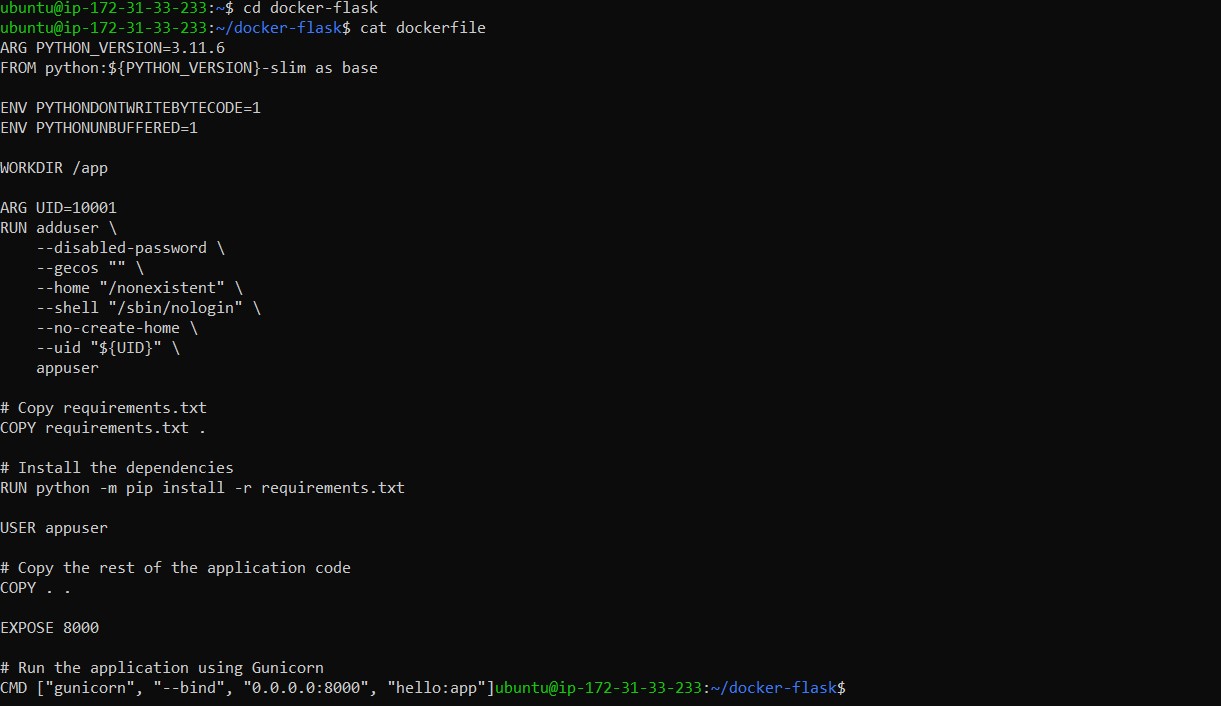 ubuntu@ip-172-31-33-233:~$ cd docker-flask
ubuntu@ip-172-31-33-233:~/docker-flask$ cat dockerfile
ARG PYTHON_VERSION=3.11.6
FROM python:${PYTHON_VERSION}-slim as base

ENV PYTHONDONTWRITEBYTECODE=1
ENV PYTHONUNBUFFERED=1

WORKDIR /app

ARG UID=10001
RUN adduser \
    --disabled-password \
    --gecos "" \
    --home "/nonexistent" \
    --shell "/sbin/nologin" \
    --no-create-home \
    --uid "${UID}" \
    appuser

# Copy requirements.txt
COPY requirements.txt .

# Install the dependencies
RUN python -m pip install -r requirements.txt

USER appuser

# Copy the rest of the application code
COPY . .

EXPOSE 8000

# Run the application using Gunicorn
CMD ["gunicorn", "--bind", "0.0.0.0:8000", "hello:app"]ubuntu@ip-172-31-33-233:~/docker-flask$